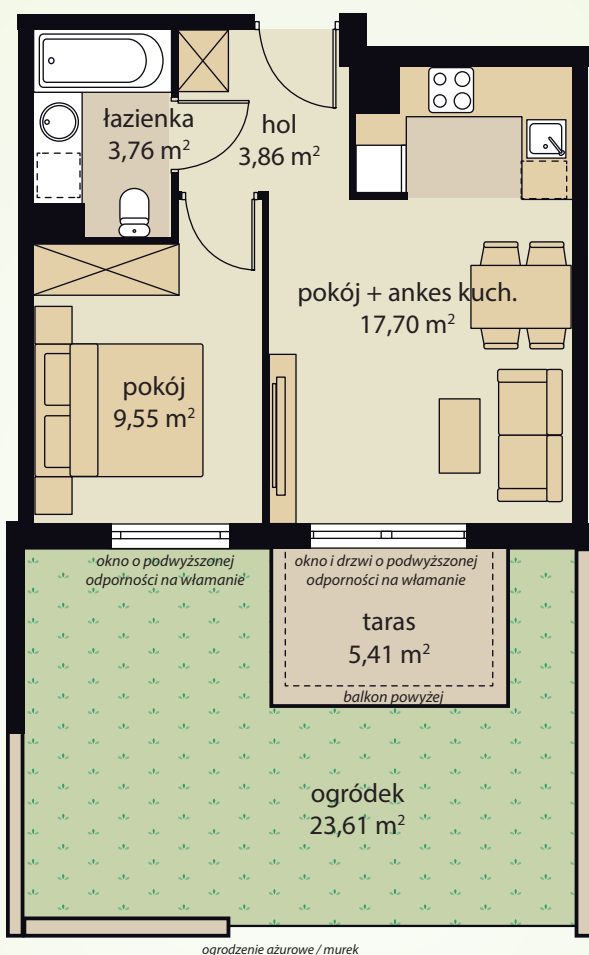 łazienka
3,76 m²
hol
3,86 m²
pokój + ankes kuch.
17,70 m²
pokój
9,55 m²
okno o podwyższonej
odporności na włamanie
okno i drzwi o podwyższonej
odporności na włamanie
taras
5,41 m²
balkon powyżej
ogródek
23,61 m²
ogrodzenie ażurowe / murek